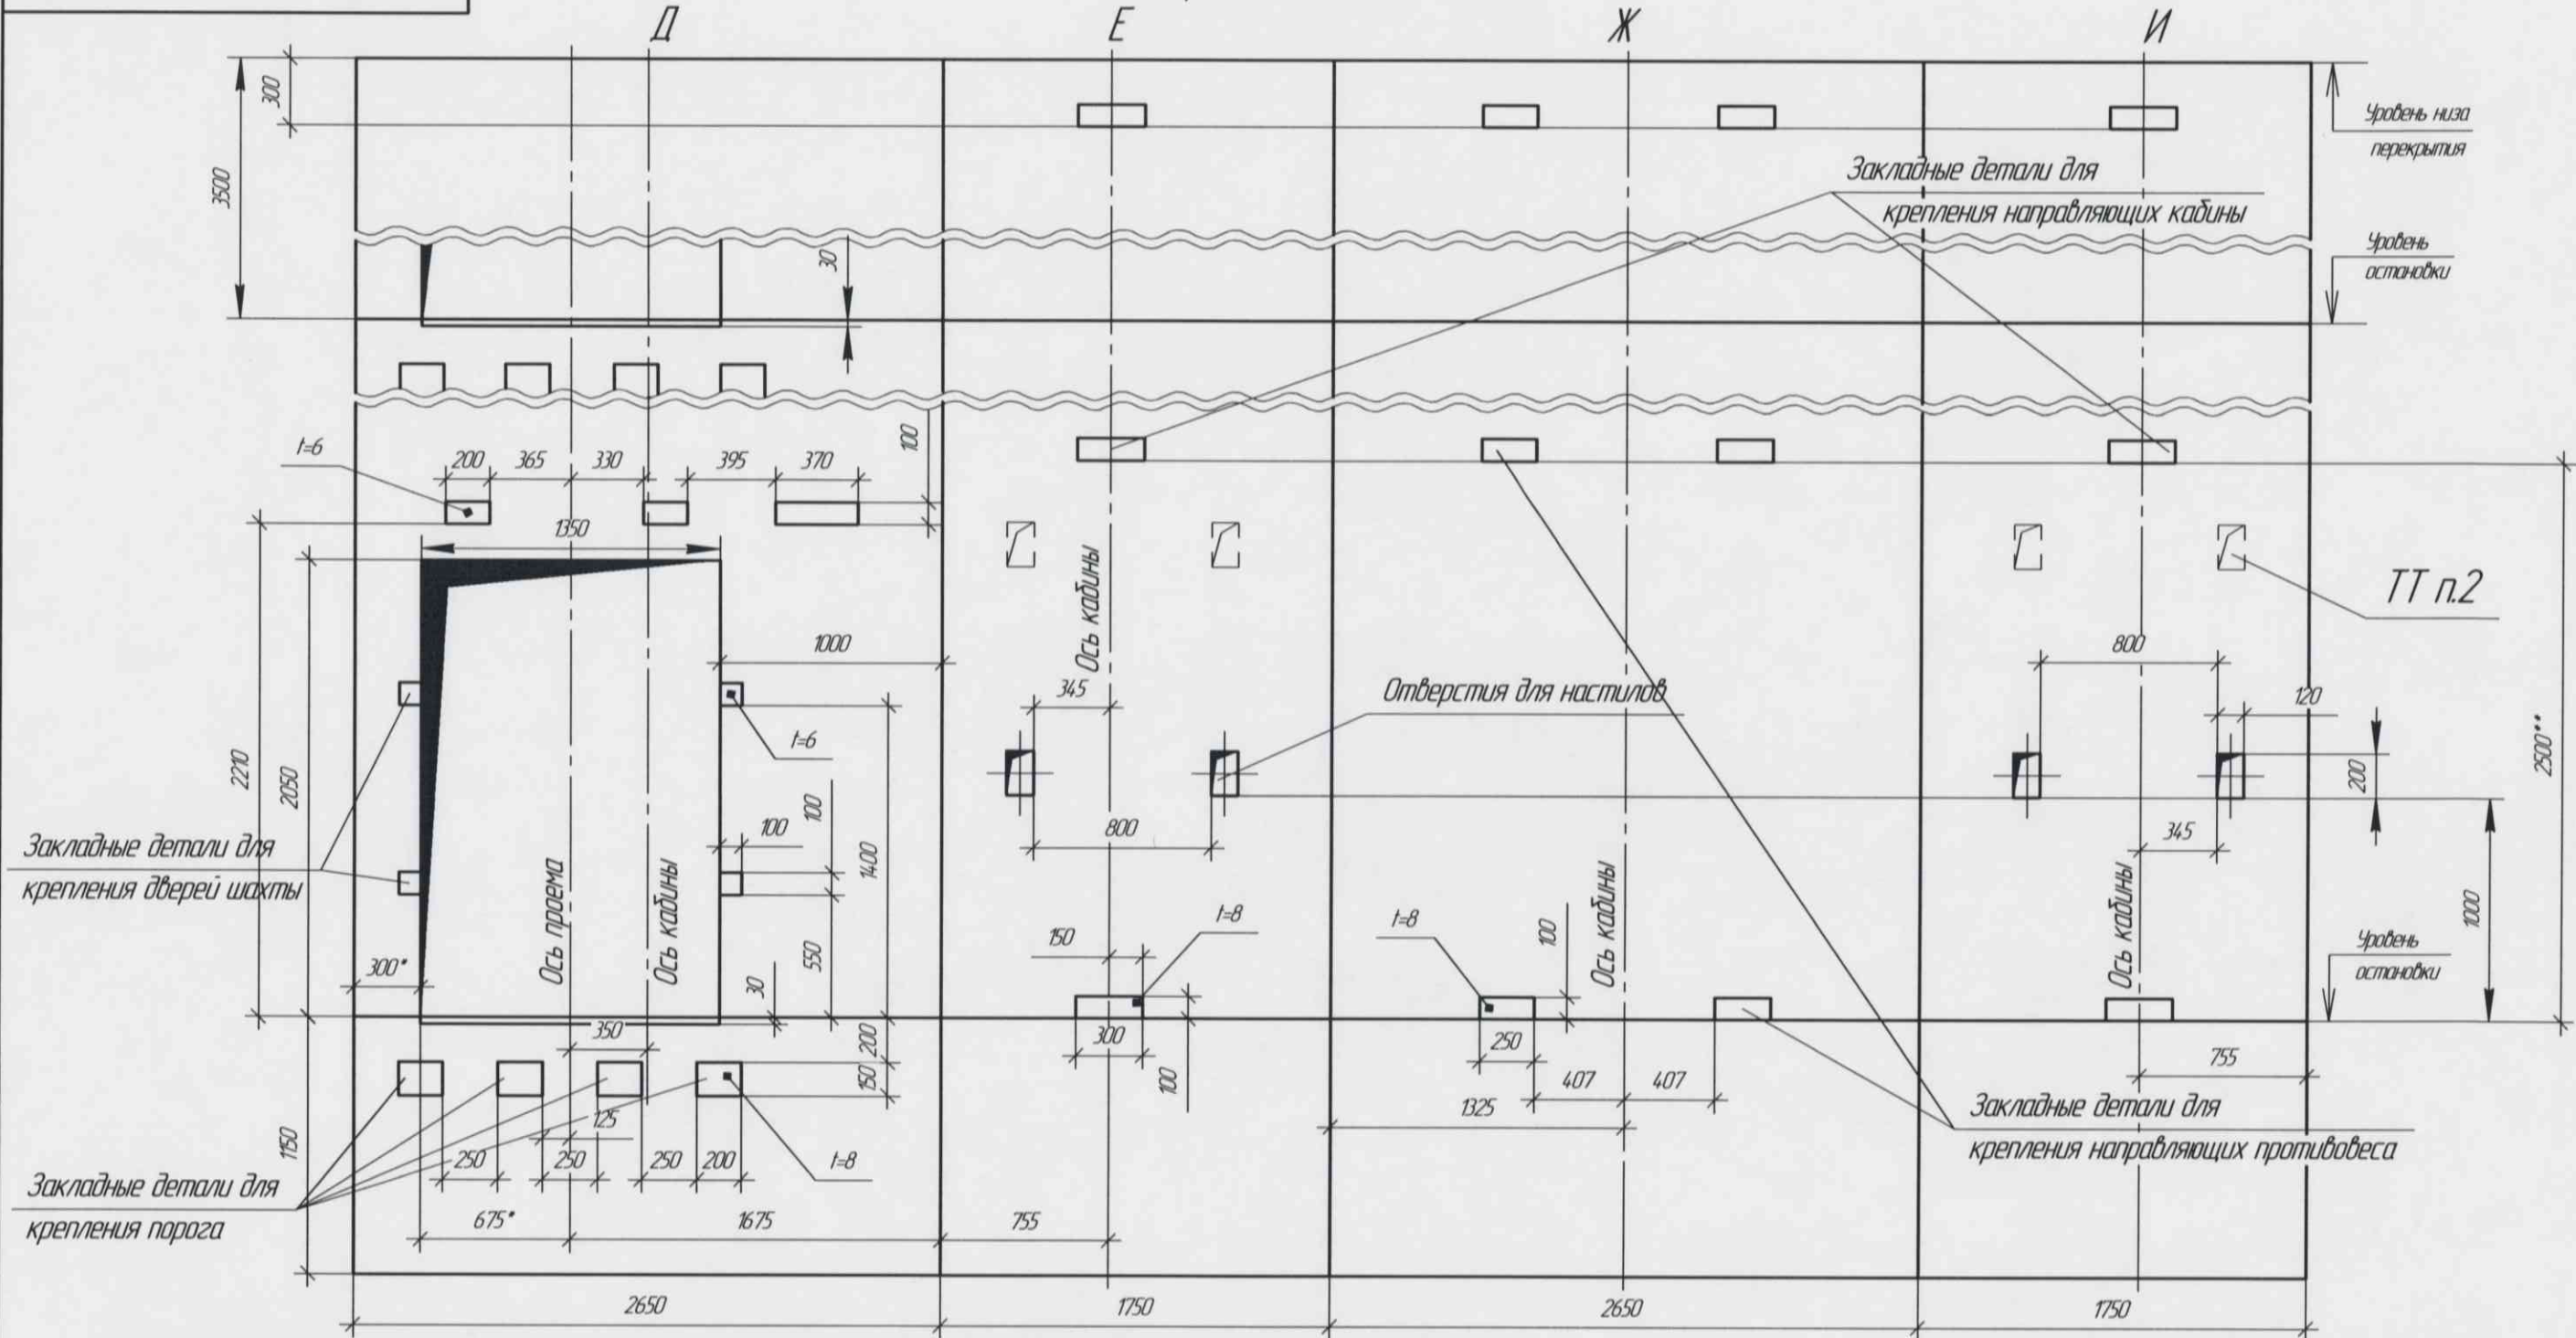 Д
Е
Ж
И
300
3500
Уровень низа
перекрытия
Закладные детали для
крепления направляющих кабины
Уровень
остановки
30
t=6
200
365
330
395
370
100
1350
2210
2050
Ось кабины
ТТ п.2
1000
800
345
Отверстия для настилов
120
t=6
200
2500**
100
100
1400
800
345
Закладные детали для
крепления дверей шахты
Ось проема
Ось кабины
550
30
300*
150
t=8
t=8
100
Ось кабины
Ось кабины
1000
Уровень
остановки
350
200
150
300
100
250
407
407
1325
755
Закладные детали для
крепления направляющих противовеса
1150
125
250
250
250
200
t=8
Закладные детали для
крепления порога
675*
1675
755
2650
1750
2650
1750